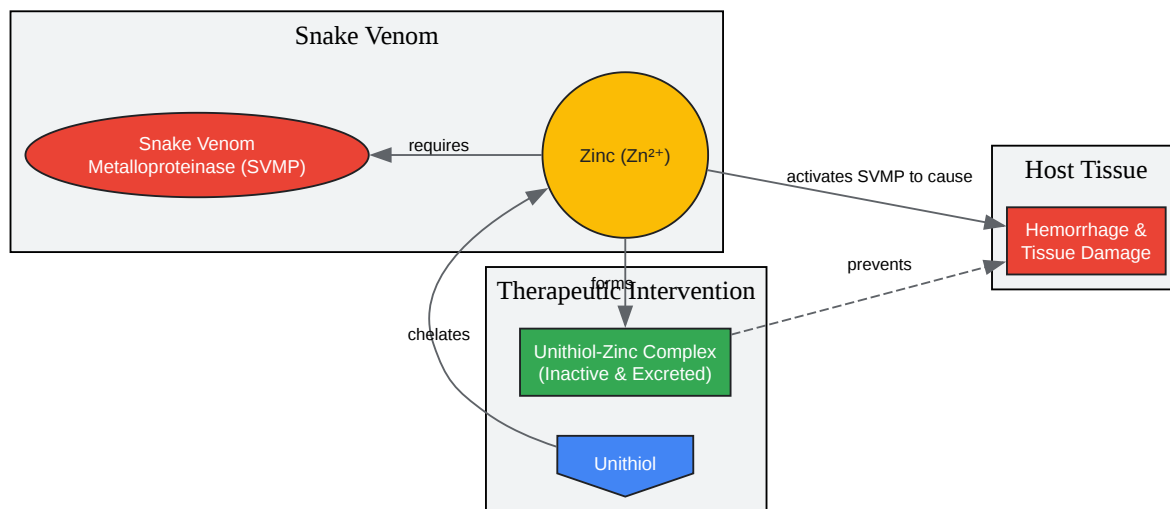 Snake Venom
Snake Venom
Metalloproteinase (SVMP)
requires
Zinc (Zn²⁺)
activates SVMP to cause
Host Tissue
Hemorrhage &
Tissue Damage
prevents
forms
Therapeutic Intervention
chelates
Unithiol-Zinc Complex
(Inactive & Excreted)
Unithiol